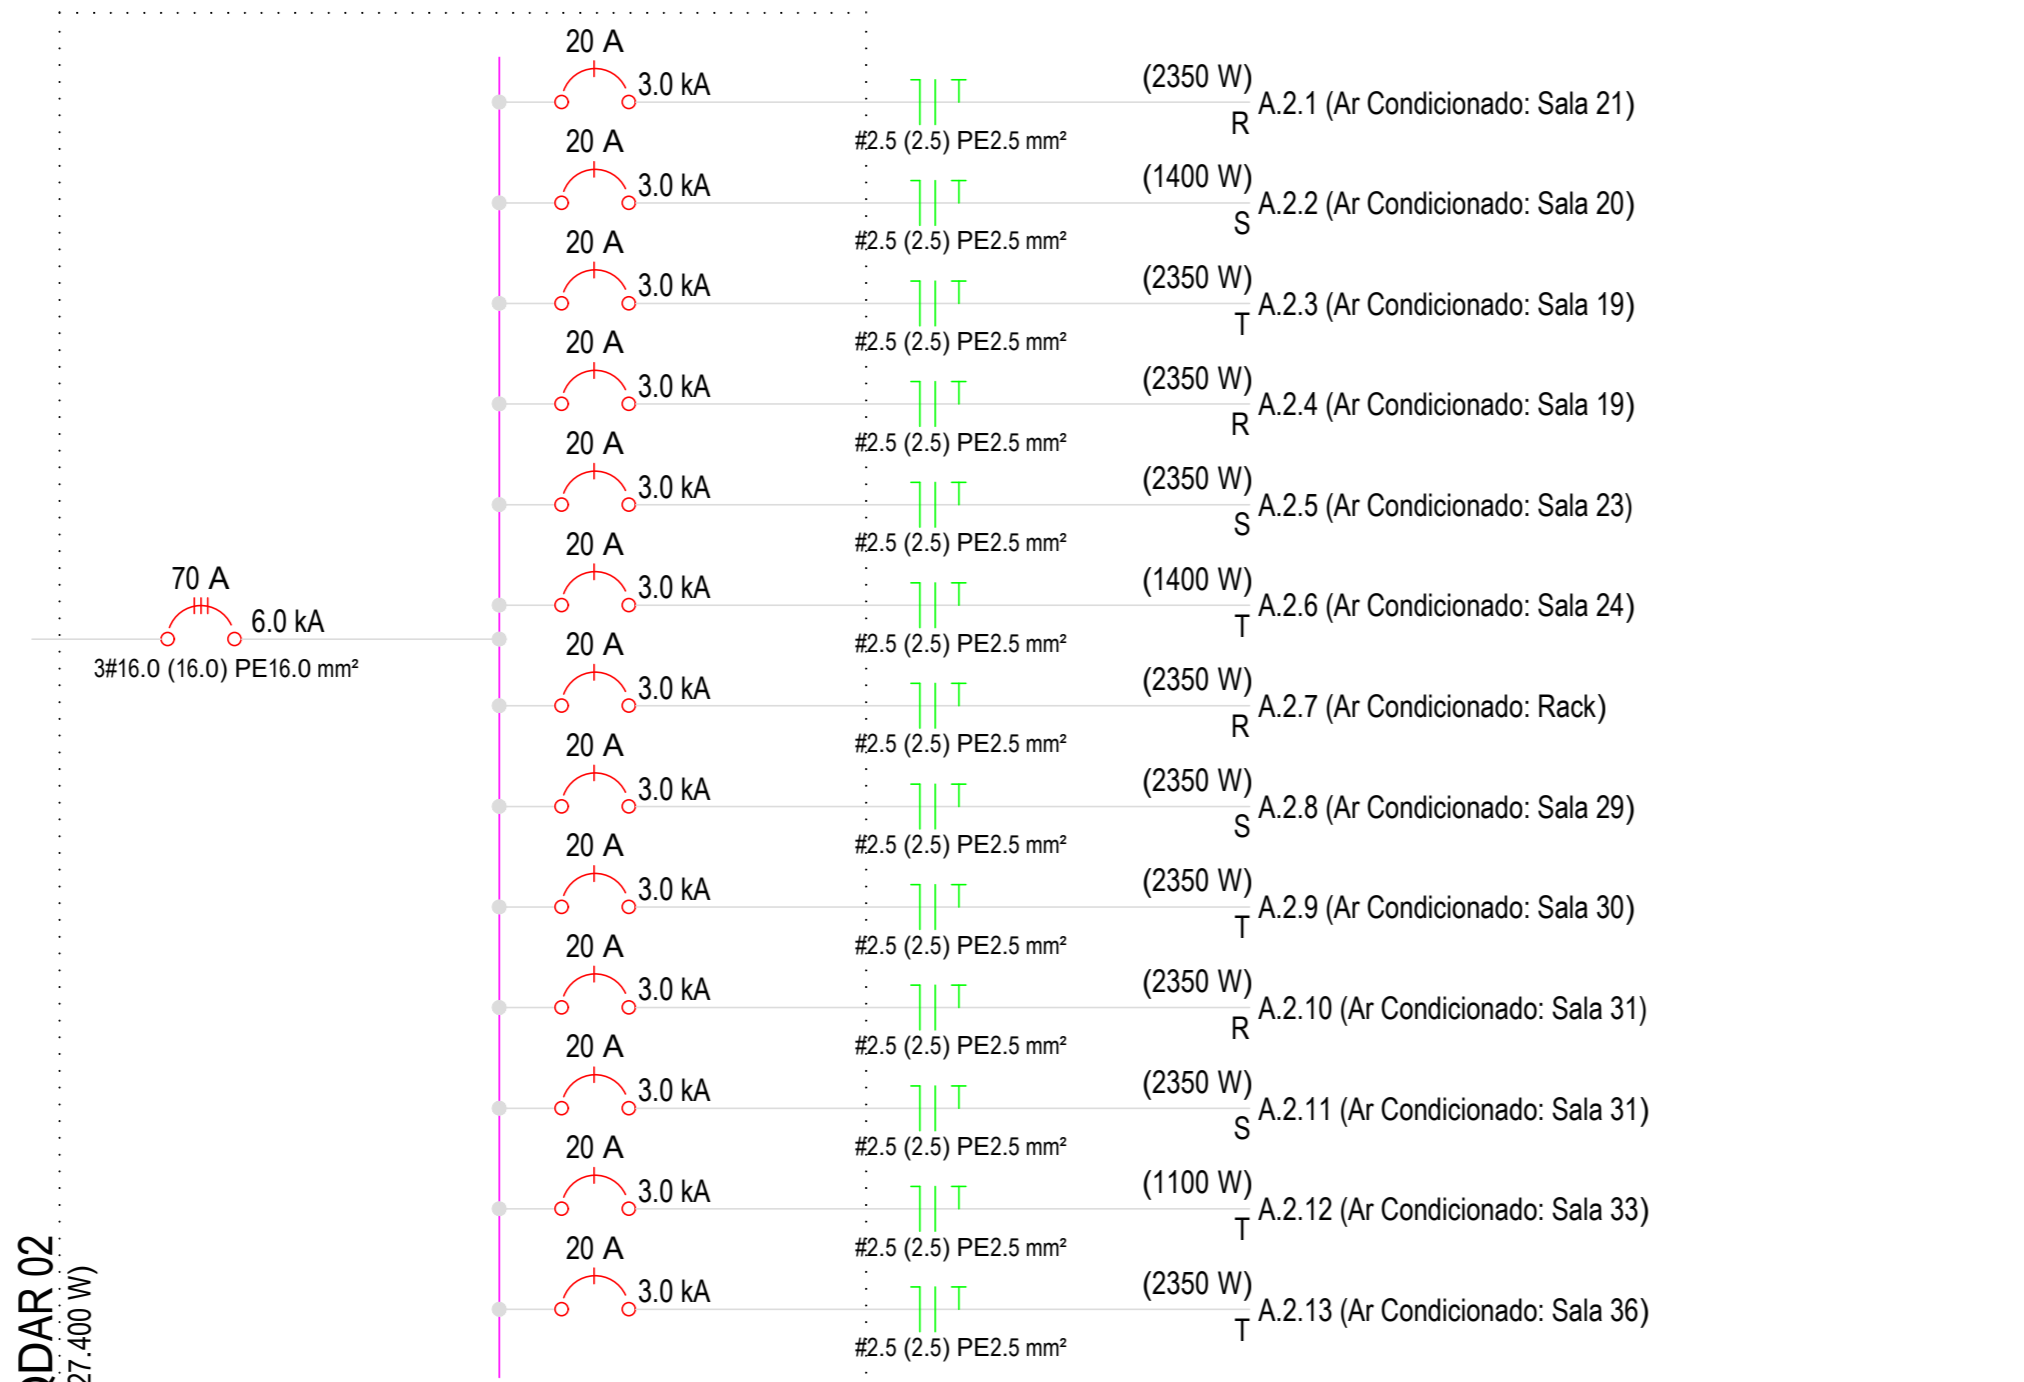 20 A
3.0 kA
(2350 W)
R
A.2.1 (Ar Condicionado: Sala 21)
#2.5 (2.5) PE2.5 mm²
20 A
3.0 kA
(1400 W)
S
A.2.2 (Ar Condicionado: Sala 20)
#2.5 (2.5) PE2.5 mm²
20 A
3.0 kA
(2350 W)
T
A.2.3 (Ar Condicionado: Sala 19)
#2.5 (2.5) PE2.5 mm²
20 A
3.0 kA
(2350 W)
R
A.2.4 (Ar Condicionado: Sala 19)
#2.5 (2.5) PE2.5 mm²
20 A
3.0 kA
(2350 W)
S
A.2.5 (Ar Condicionado: Sala 23)
#2.5 (2.5) PE2.5 mm²
20 A
3.0 kA
(1400 W)
T
A.2.6 (Ar Condicionado: Sala 24)
#2.5 (2.5) PE2.5 mm²
70 A
6.0 kA
3#16.0 (16.0) PE16.0 mm²
20 A
3.0 kA
(2350 W)
R
A.2.7 (Ar Condicionado: Rack)
#2.5 (2.5) PE2.5 mm²
20 A
3.0 kA
(2350 W)
S
A.2.8 (Ar Condicionado: Sala 29)
#2.5 (2.5) PE2.5 mm²
20 A
3.0 kA
(2350 W)
T
A.2.9 (Ar Condicionado: Sala 30)
#2.5 (2.5) PE2.5 mm²
20 A
3.0 kA
(2350 W)
R
A.2.10 (Ar Condicionado: Sala 31)
#2.5 (2.5) PE2.5 mm²
20 A
3.0 kA
(2350 W)
S
A.2.11 (Ar Condicionado: Sala 31)
#2.5 (2.5) PE2.5 mm²
20 A
3.0 kA
(1100 W)
T
A.2.12 (Ar Condicionado: Sala 33)
#2.5 (2.5) PE2.5 mm²
20 A
3.0 kA
(2350 W)
T
A.2.13 (Ar Condicionado: Sala 36)
#2.5 (2.5) PE2.5 mm²
QDAR 02
27.400 W)